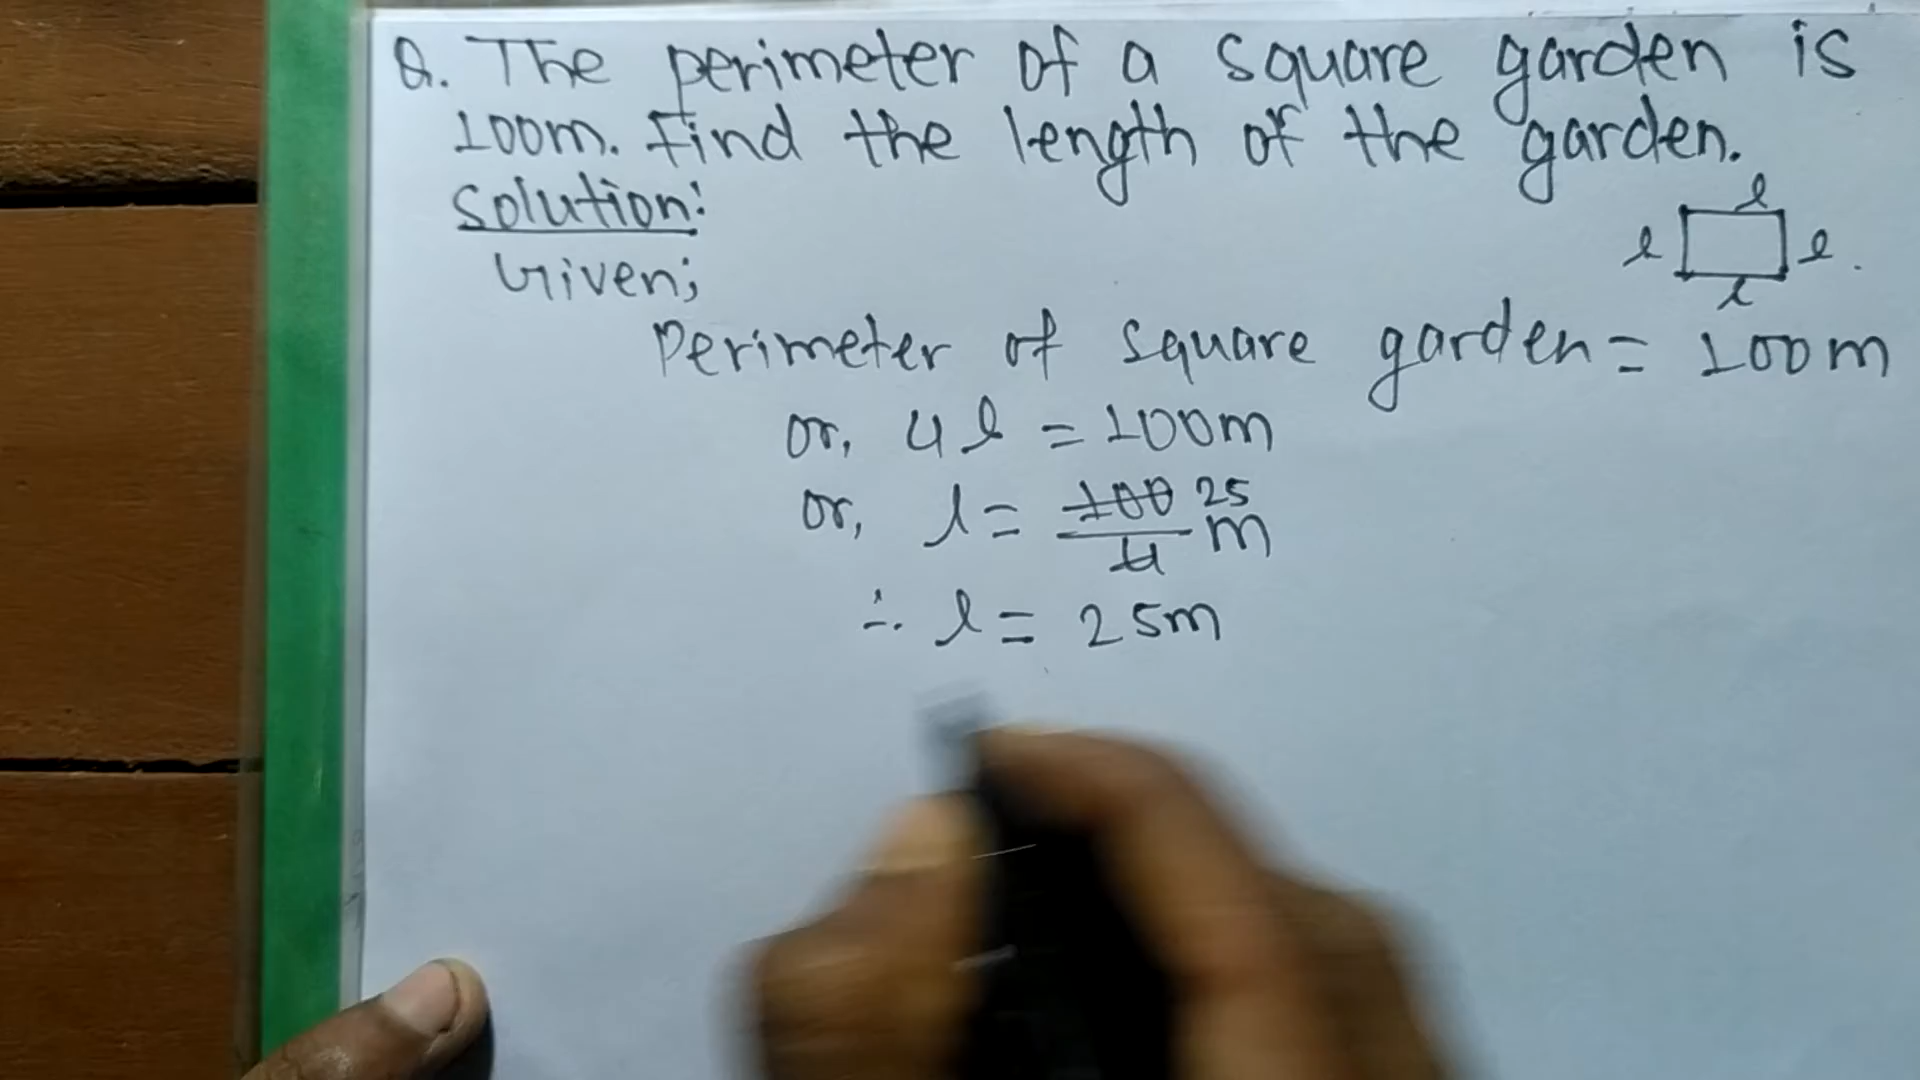 Q. The perimeter of a square garden is
100m. Find the length of the garden.
Solution:
l
l l.
l
Given;
Perimeter of square garden = 100m
or, 4l = 100m
or, l = 100/4 25 m
∴ l = 25m